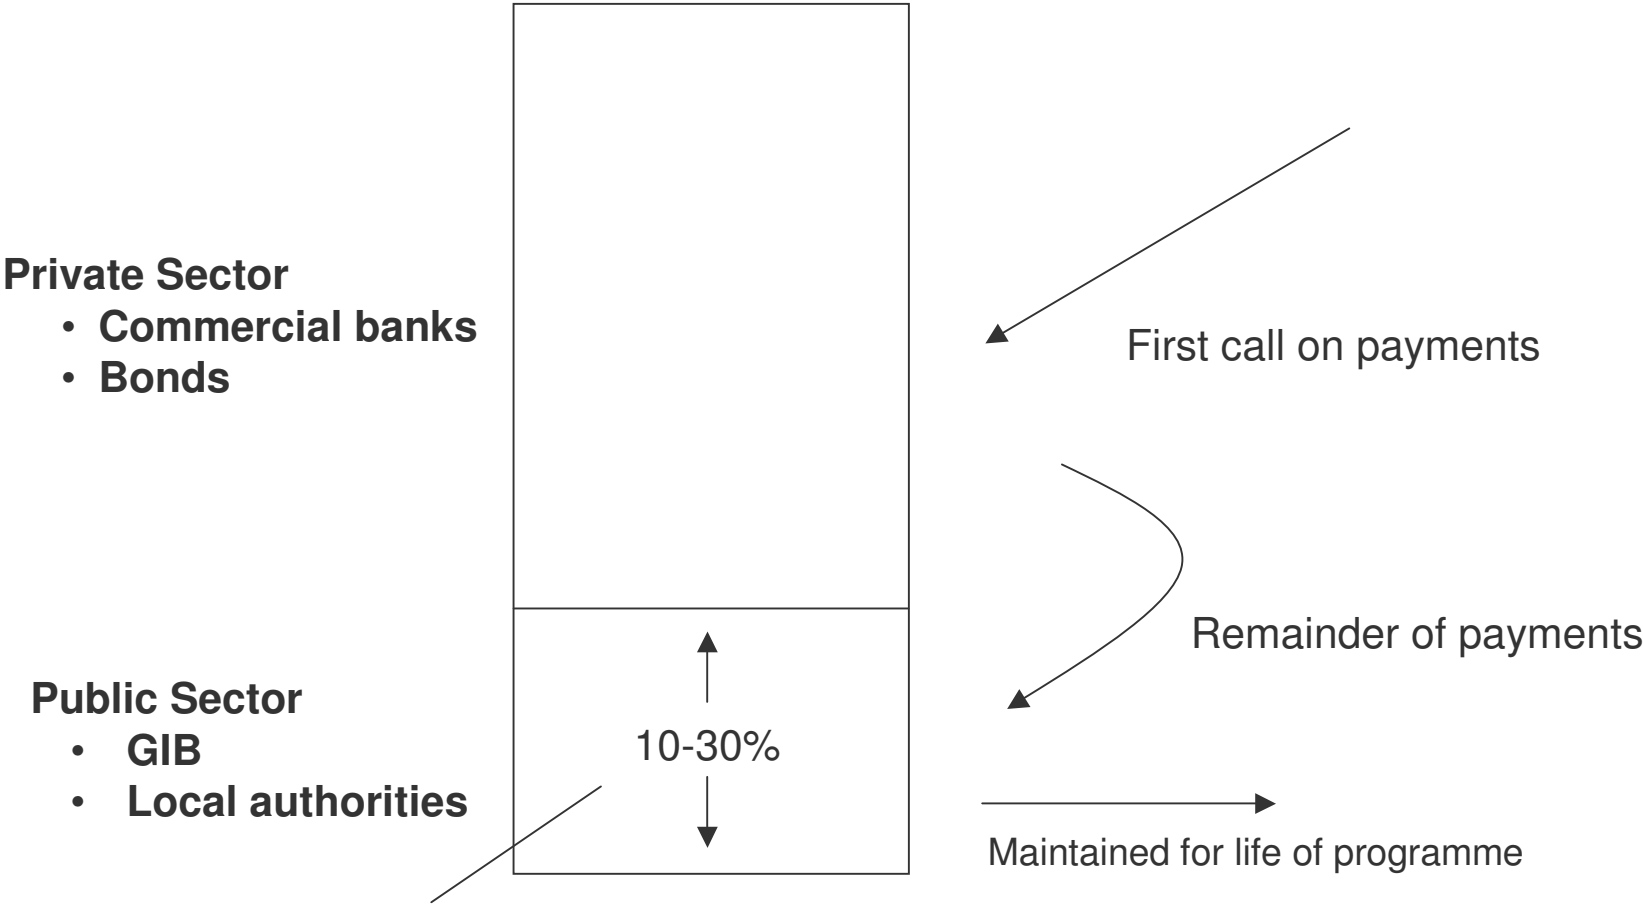 Private Sector
• Commercial banks
• Bonds
First call on payments
Remainder of payments
Public Sector
• GIB
• Local authorities
10-30%
Maintained for life of programme